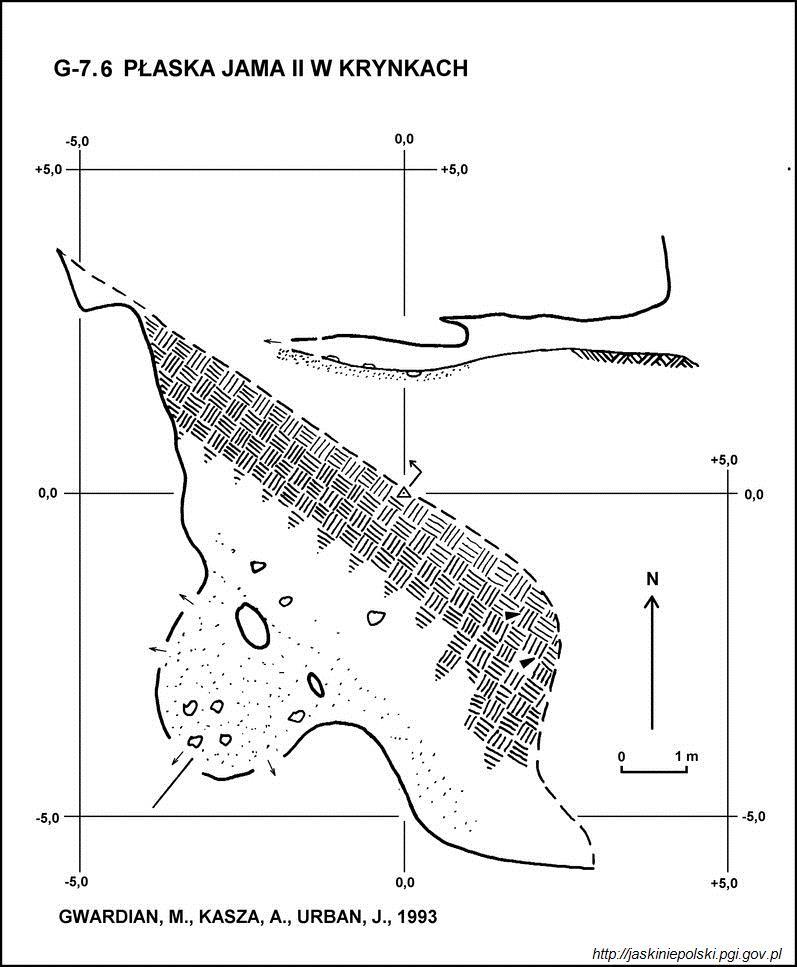 G-7.6 PŁASKA JAMA II W KRYNKACH
-5,0 0,0
+5,0 +5,0
+5,0
0,0 0,0
N
0 1 m
-5,0 -5,0
-5,0 0,0 +5,0
GWARDIAN, M., KASZA, A., URBAN, J., 1993
http://jaskiniepolski.pgi.gov.pl